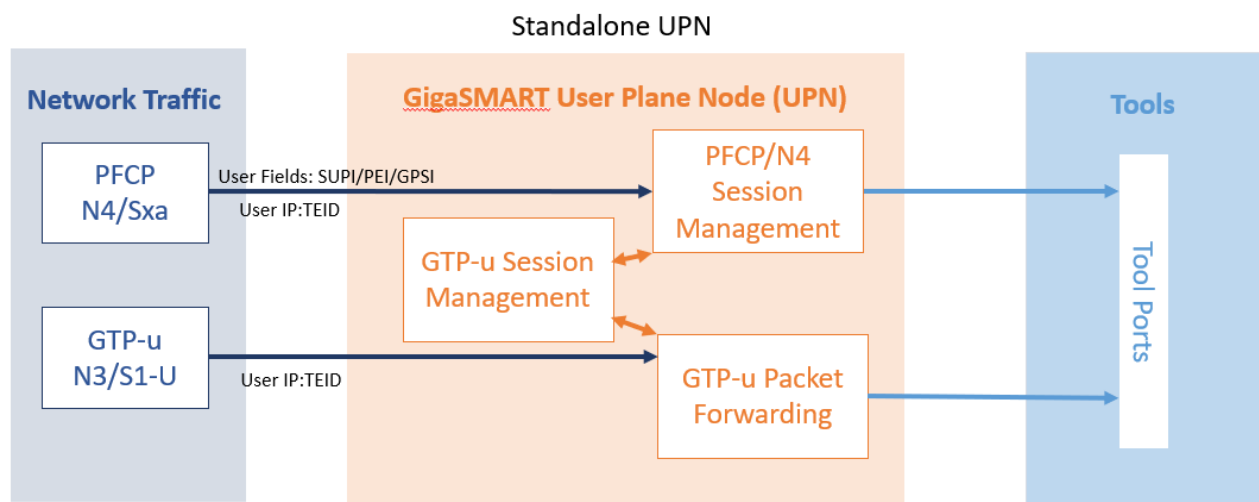 Standalone UPN
Network Traffic
GigaSMART User Plane Node (UPN)
Tools
PFCP
N4/Sxa
User Fields: SUPI/PEI/GPSI
User IP:TEID
PFCP/N4
Session
Management
GTP-u Session
Management
Tool Ports
GTP-u
N3/S1-U
User IP:TEID
GTP-u Packet
Forwarding